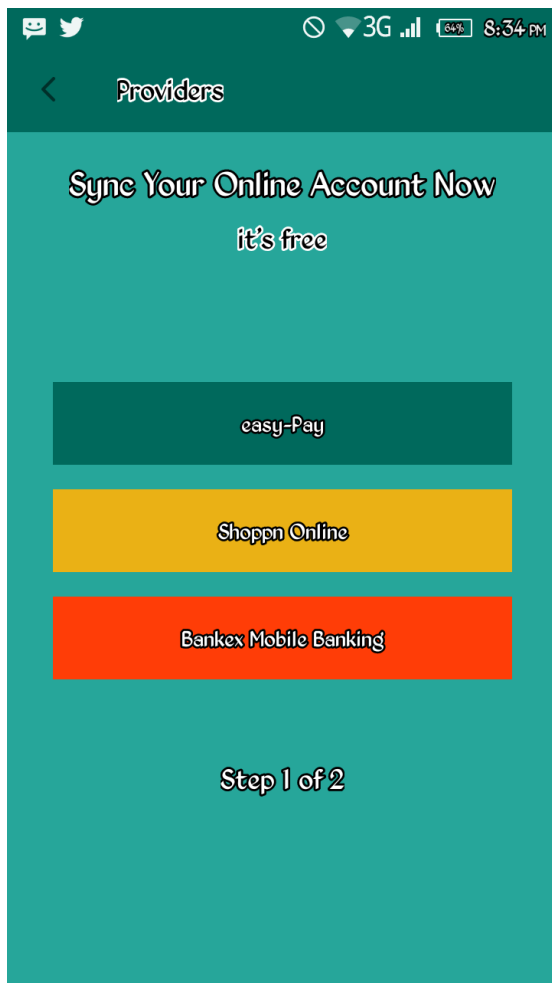 3G 64% 8:34 PM
Providers
Sync Your Online Account Now
it's free
easy-Pay
Shoppn Online
Bankex Mobile Banking
Step 1 of 2